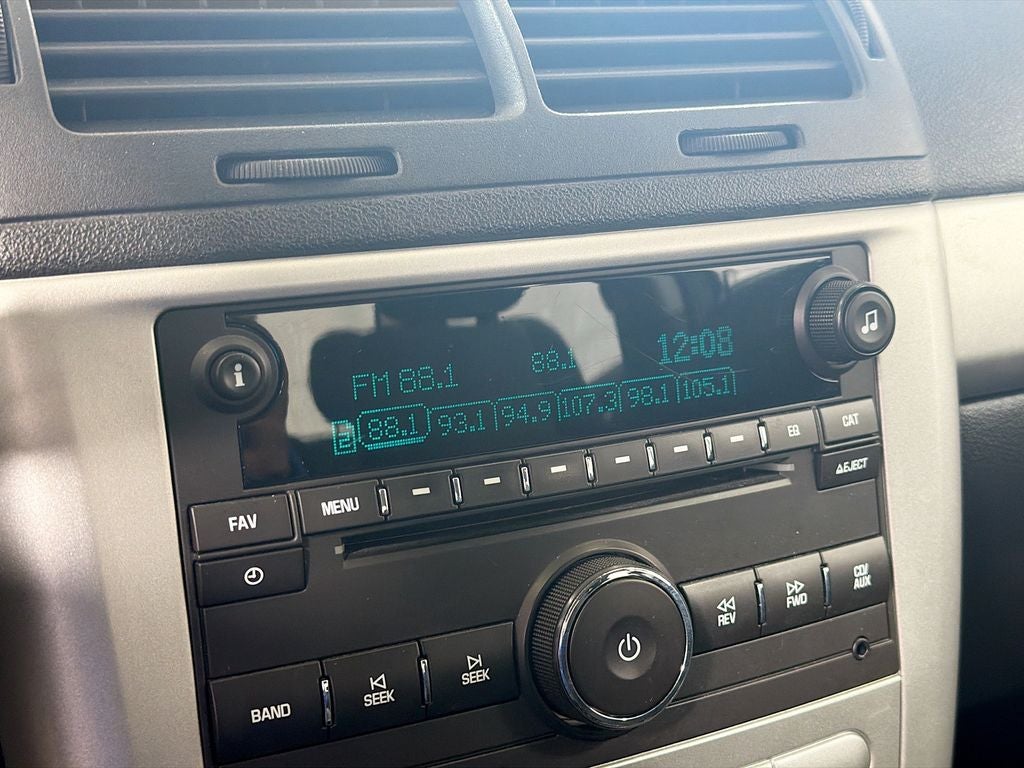 FM 88.1 88.1 12:08
88.1 93.1 94.9 107.3 98.1 105.1
i
MENU EQ CAT
FAV EJECT
REV FWD CD/AUX
BAND SEEK SEEK